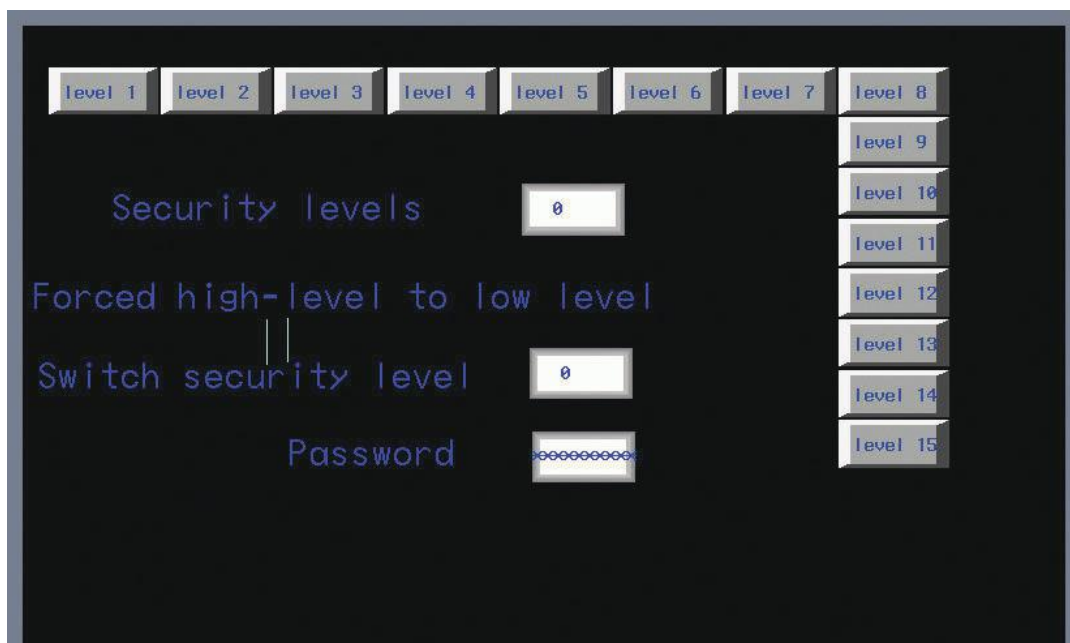 level 1 level 2 level 3 level 4 level 5 level 6 level 7 level 8
level 9
level 10
Security levels 0
level 11
Forced high-level to low level level 12
level 13
Switch security level 0
level 14
Password
level 15